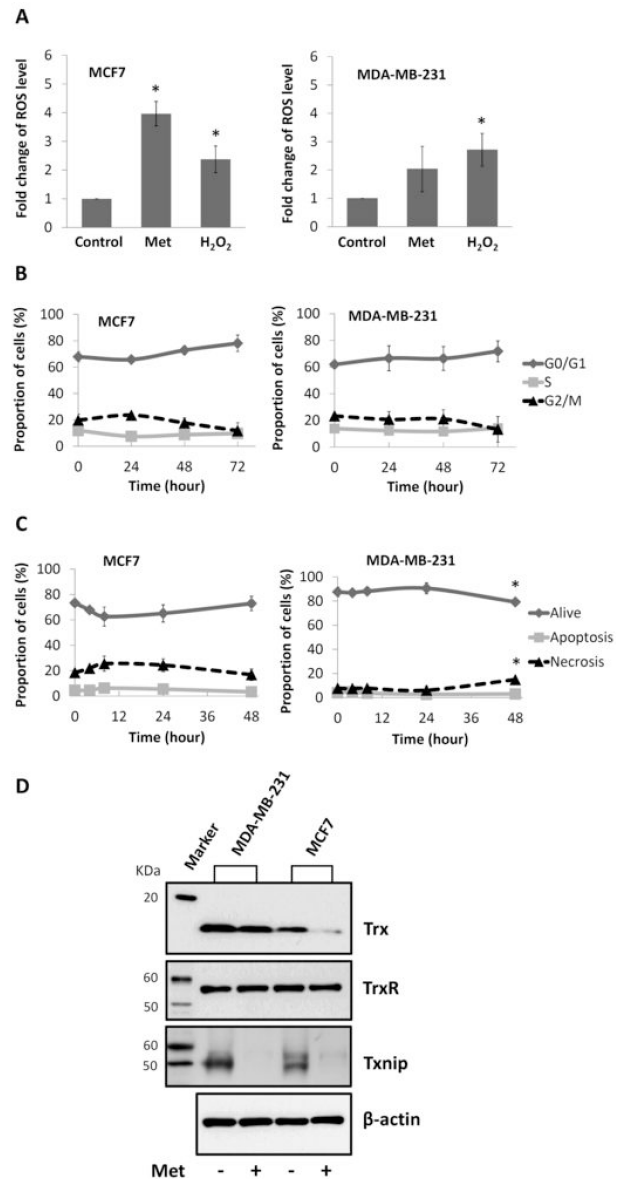 A
MCF7
Fold change of ROS level
6
5
4
3
2
1
0
*
*
Control Met H₂O₂
MDA-MB-231
Fold change of ROS level
6
5
4
3
2
1
0
*
Control Met H₂O₂
B
MCF7
Proportion of cells (%)
100
80
60
40
20
0
0 24 48 72
Time (hour)
MDA-MB-231
Proportion of cells (%)
100
80
60
40
20
0
0 24 48 72
Time (hour)
G0/G1
S
G2/M
C
MCF7
Proportion of cells (%)
100
80
60
40
20
0
0 12 24 36 48
Time (hour)
MDA-MB-231
Proportion of cells (%)
100
80
60
40
20
0
*
*
0 12 24 36 48
Time (hour)
Alive
Apoptosis
Necrosis
D
Marker
MDA-MB-231
MCF7
KDa
20
Trx
60
50
TrxR
60
50
Txnip
β-actin
Met - + - +